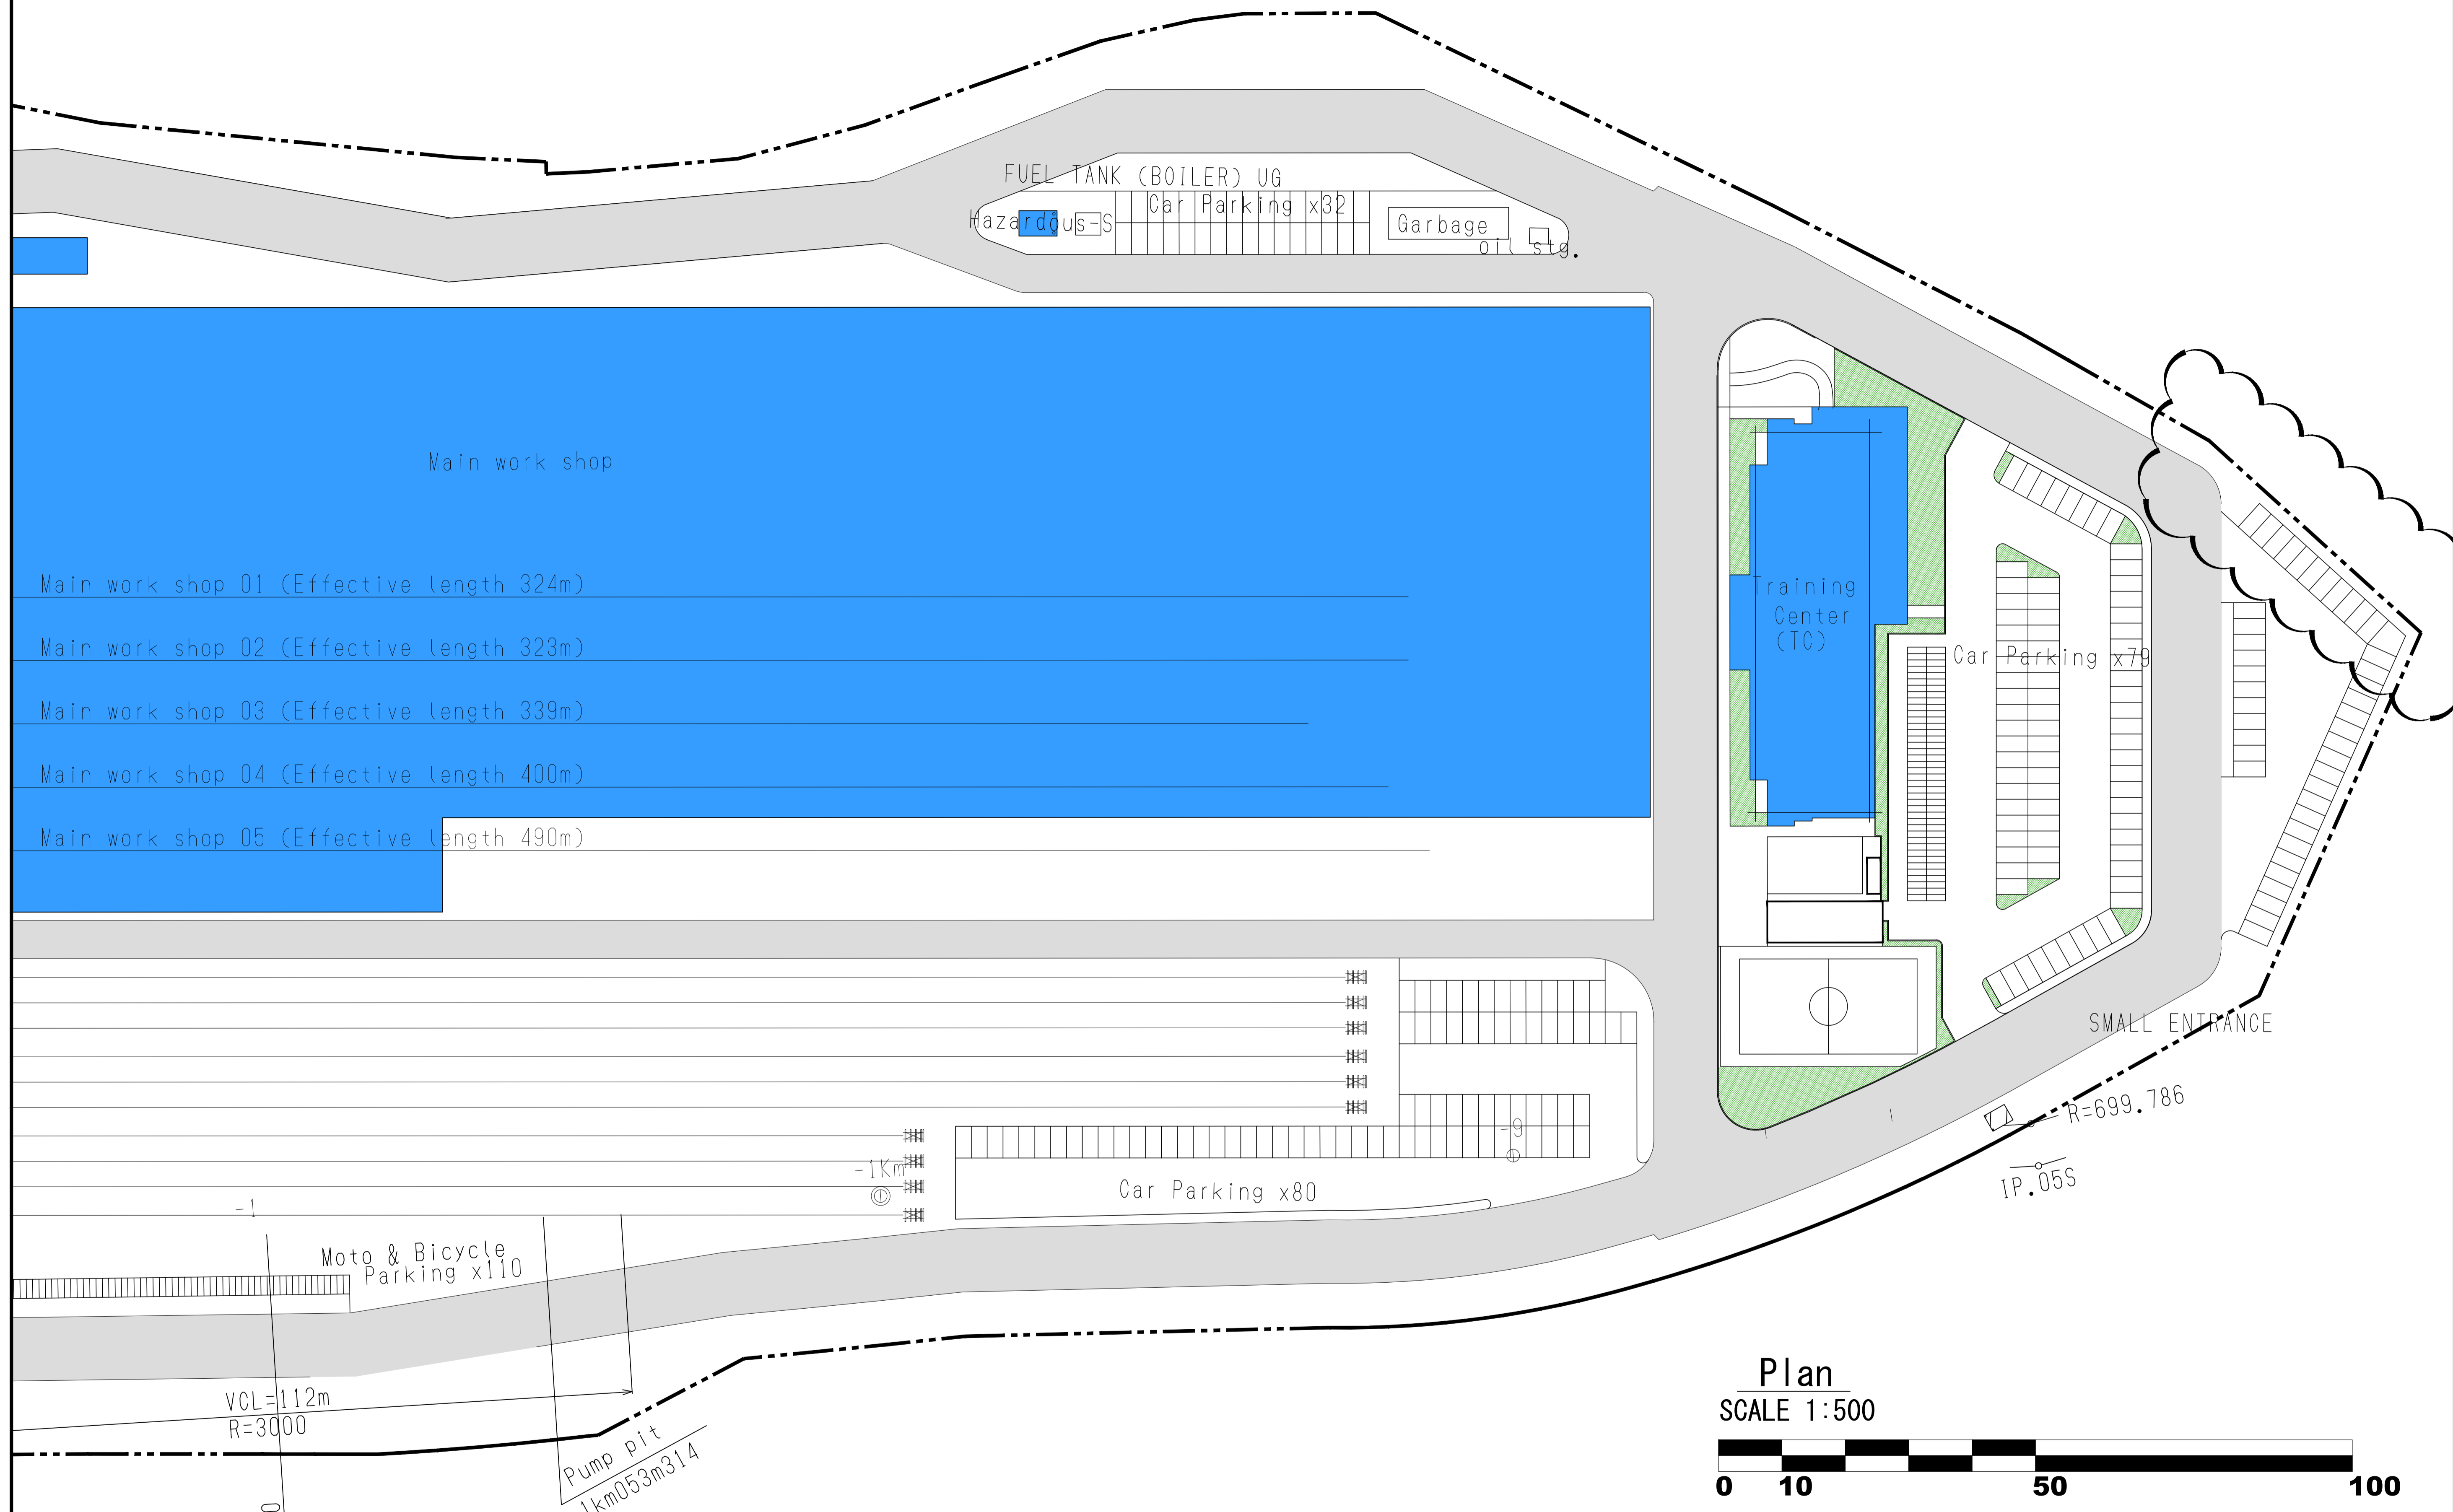 FUEL TANK (BOILER) UG
Car Parking x32
Hazardous-S
Garbage
oil stg.
Main work shop
Main work shop 01 (Effective length 324m)
Main work shop 02 (Effective length 323m)
Main work shop 03 (Effective length 339m)
Main work shop 04 (Effective length 400m)
Main work shop 05 (Effective length 490m)
Training
Center
(TC)
Car Parking x79
SMALL ENTRANCE
R=699.786
IP.05S
-9
-1Km
Car Parking x80
-1
Moto & Bicycle
Parking x110
VCL=112m
R=3000
Pump pit
1km053m314
0
Plan
SCALE 1:500
0 10 50 100